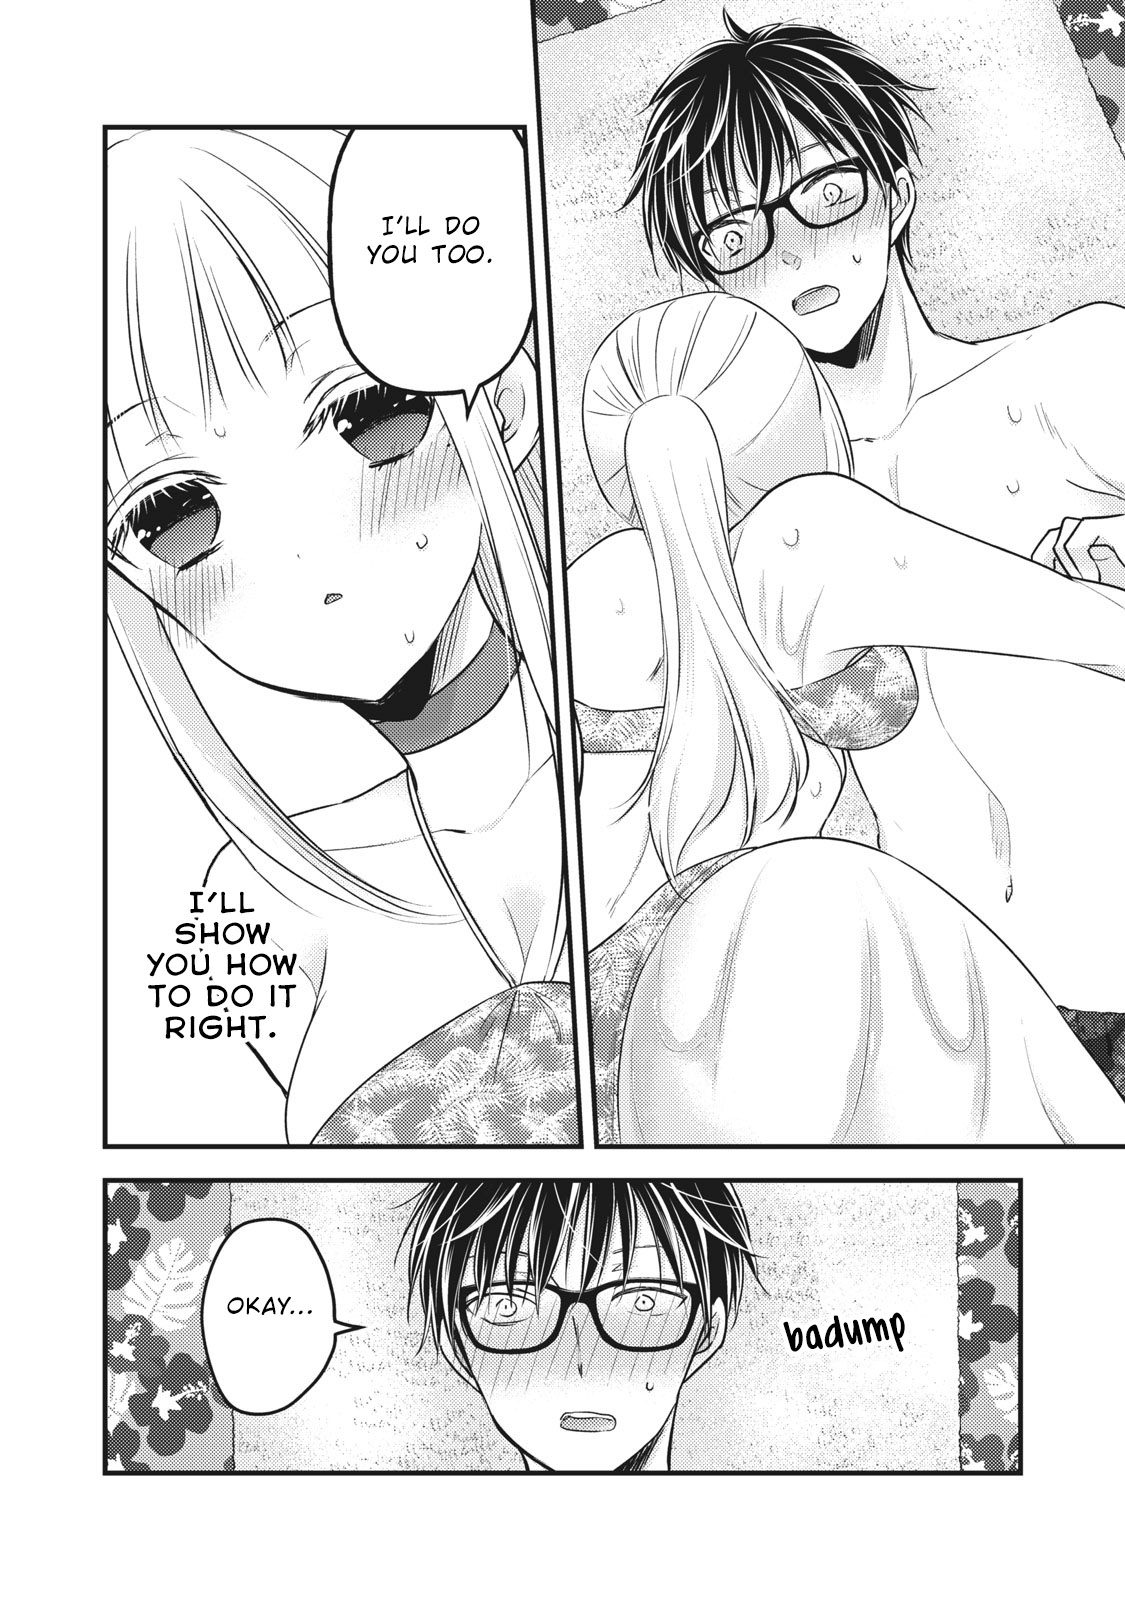 I'LL DO
YOU TOO.
I'LL
SHOW
YOU HOW
TO DO IT
RIGHT.
OKAY...
badump